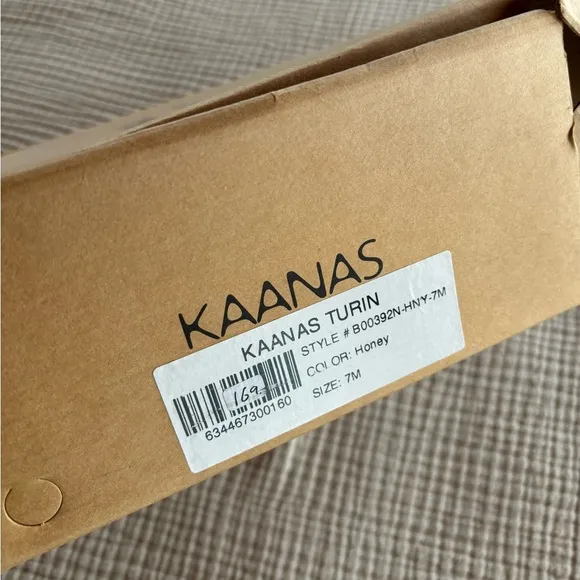 KAANAS
KAANAS TURIN
STYLE # B00392N-HNY-7M
COLOR: Honey
SIZE: 7M
169.
634467300160